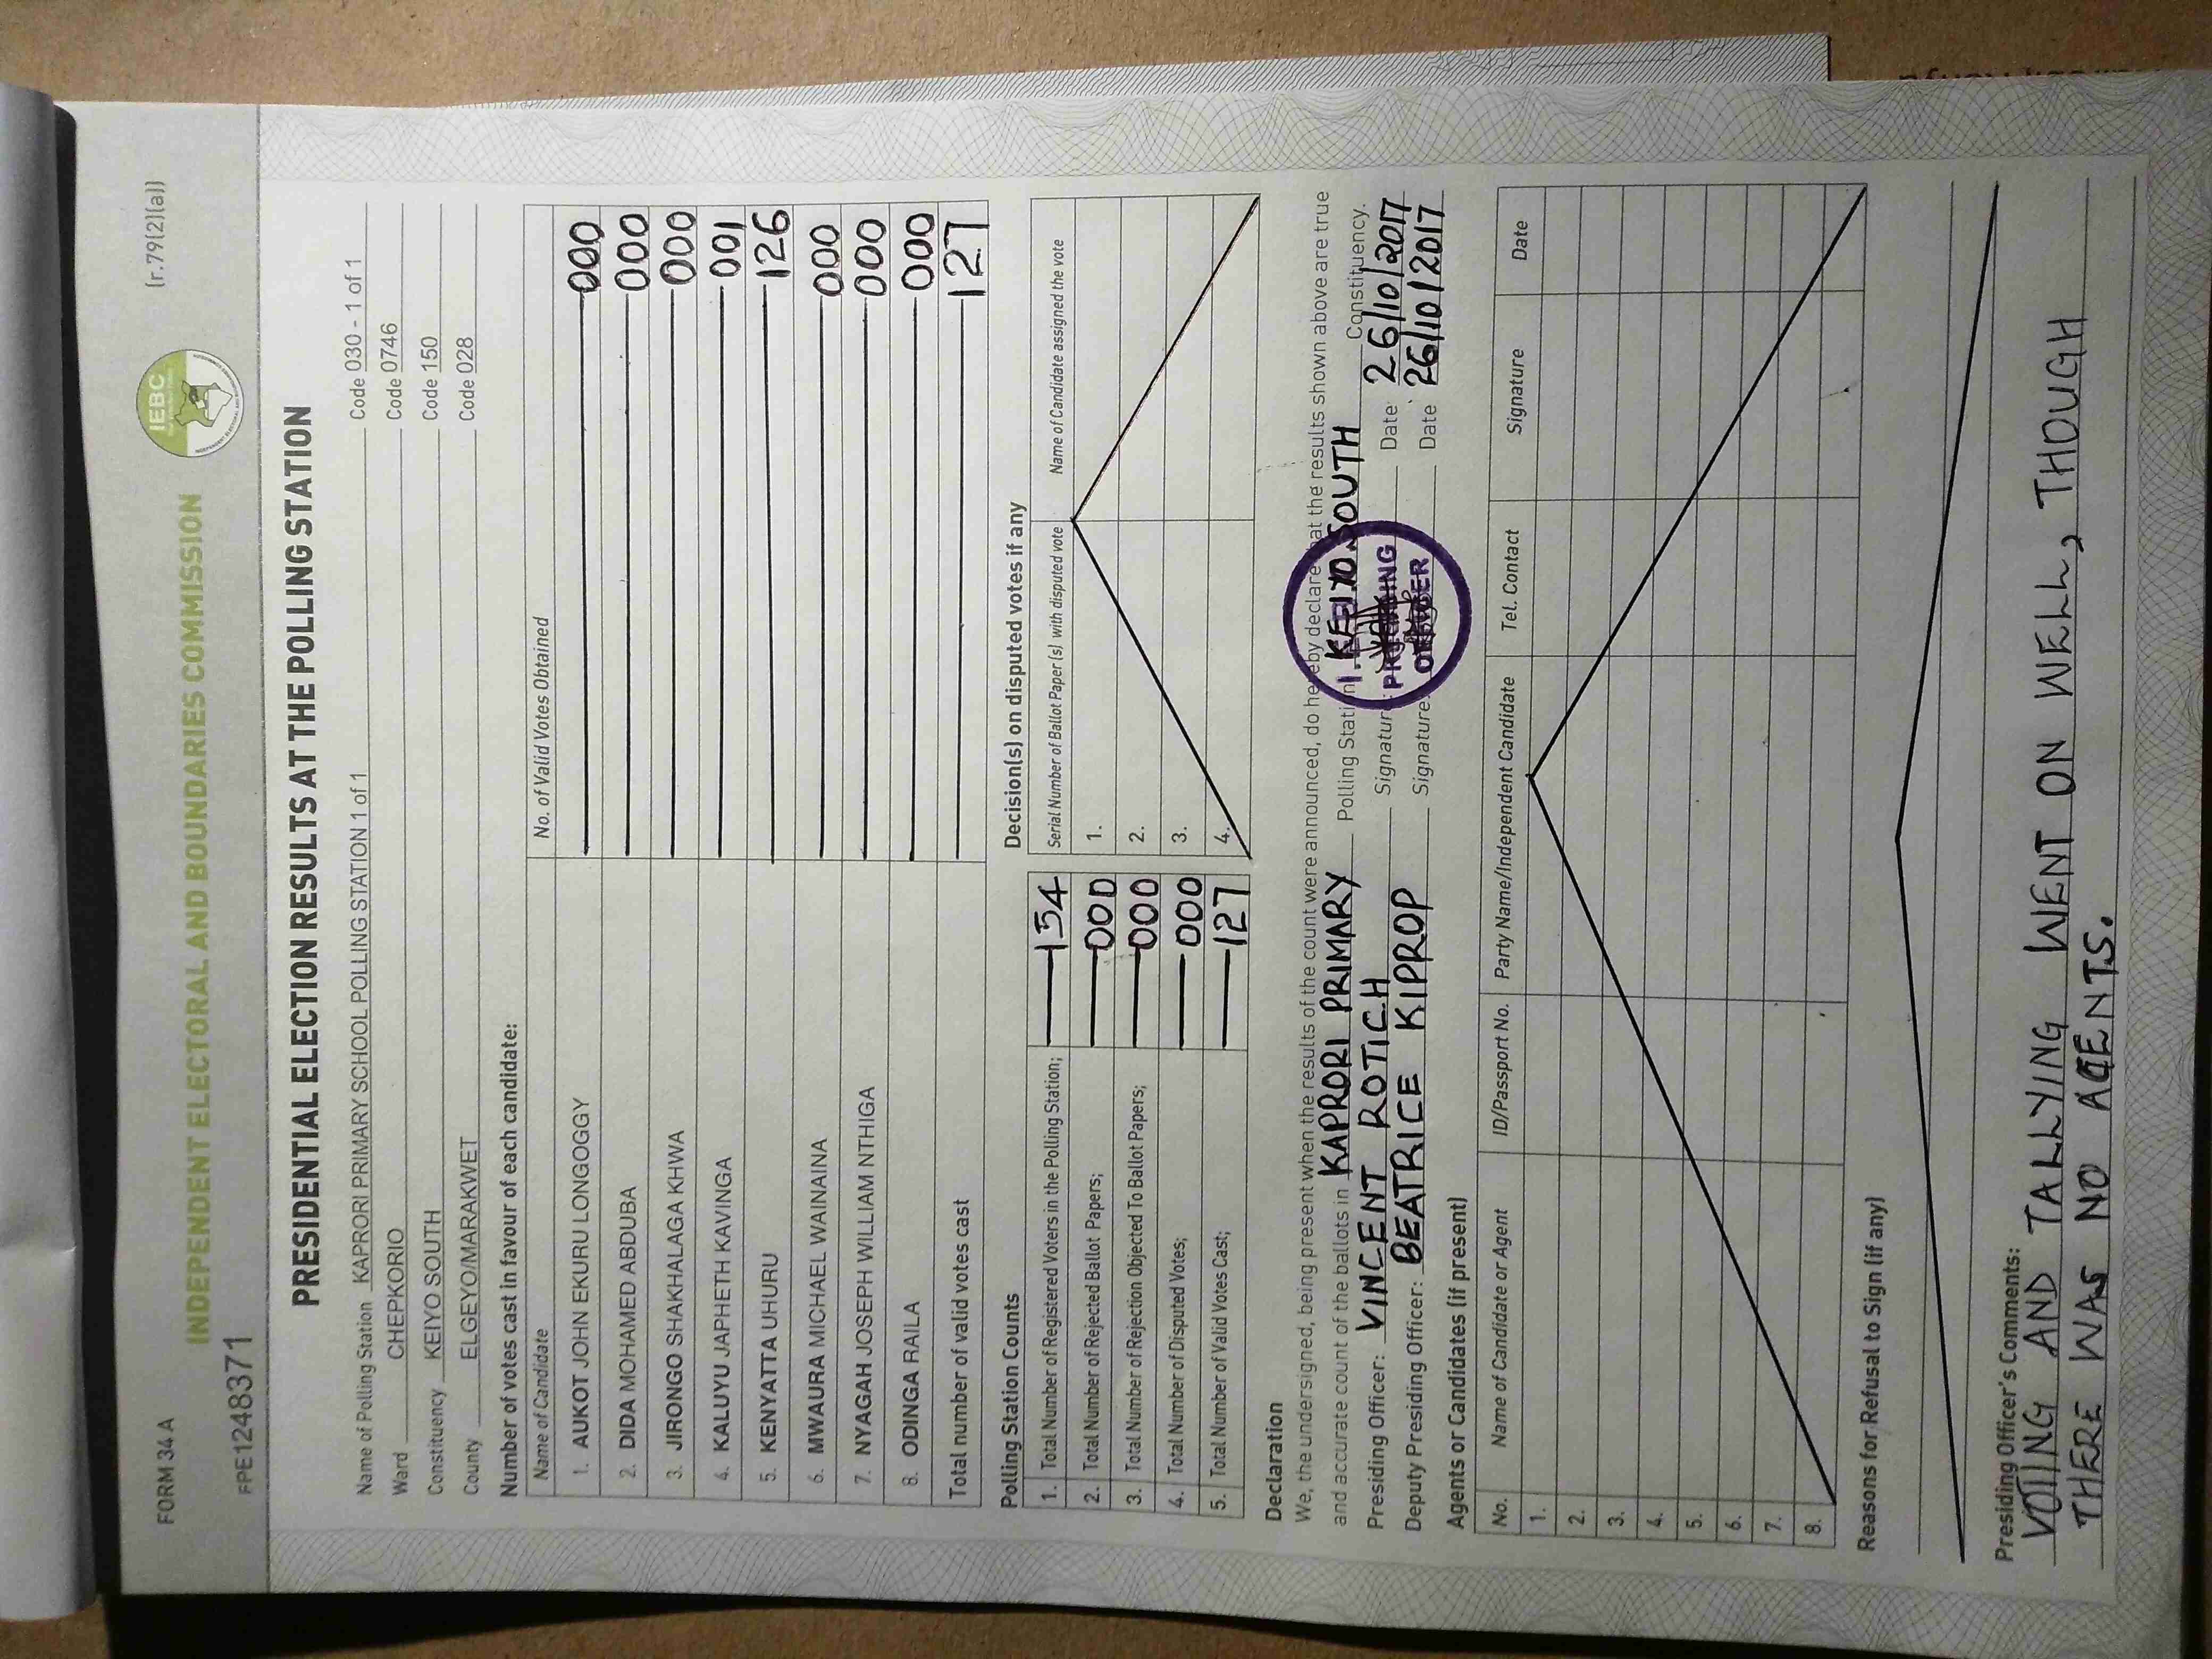 FORM 34A
(r.79(2)(a))
IEBC
INDEPENDENT ELECTORAL AND BOUNDARIES COMMISSION
FPE1248371
PRESIDENTIAL ELECTION RESULTS AT THE POLLING STATION
Name of Polling Station KAPRORI PRIMARY SCHOOL POLLING STATION 1 of 1 Code 030 - 1 of 1
Ward CHEPKORIO Code 0746
Constituency KEIYO SOUTH Code 150
County ELGEYO/MARAKWET Code 028
Number of votes cast in favour of each candidate:
Name of Candidate No. of Valid Votes Obtained
1. AUKOT JOHN EKURU LONGOGGY 000
2. DIDA MOHAMED ABDUBA 000
3. JIRONGO SHAKHALAGA KHWA 000
4. KALUYU JAPHETH KAVINGA 001
5. KENYATTA UHURU 126
6. MWAURA MICHAEL WAINAINA 000
7. NYAGAH JOSEPH WILLIAM NTHIGA 000
8. ODINGA RAILA 000
Total number of valid votes cast 127
Polling Station Counts
1. Total Number of Registered Voters in the Polling Station; 154
2. Total Number of Rejected Ballot Papers; 000
3. Total Number of Rejection Objected To Ballot Papers; 000
4. Total Number of Disputed Votes; 000
5. Total Number of Valid Votes Cast; 127
Decision(s) on disputed votes if any
Serial Number of Ballot Paper(s) with disputed vote Name of Candidate assigned the vote
1.
2.
3.
4.
Declaration
We, the undersigned, being present when the results of the count were announced, do hereby declare that the results shown above are true
and accurate count of the ballots in KAPRORI PRIMARY Polling Station KEIYO SOUTH Constituency.
Presiding Officer: VINCENT ROTICH Signature: Date: 26/10/2017
Deputy Presiding Officer: BEATRICE KIPROP Signature: Date: 26/10/2017
PRESIDING
OFFICER
Agents or Candidates (if present)
No. Name of Candidate or Agent ID/Passport No. Party Name/Independent Candidate Tel. Contact Signature Date
1.
2.
3.
4.
5.
6.
7.
8.
Reasons for Refusal to Sign (if any)
Presiding Officer's Comments:
VOTING AND TALLYING WENT ON WELL, THOUGH
THERE WAS NO AGENTS.